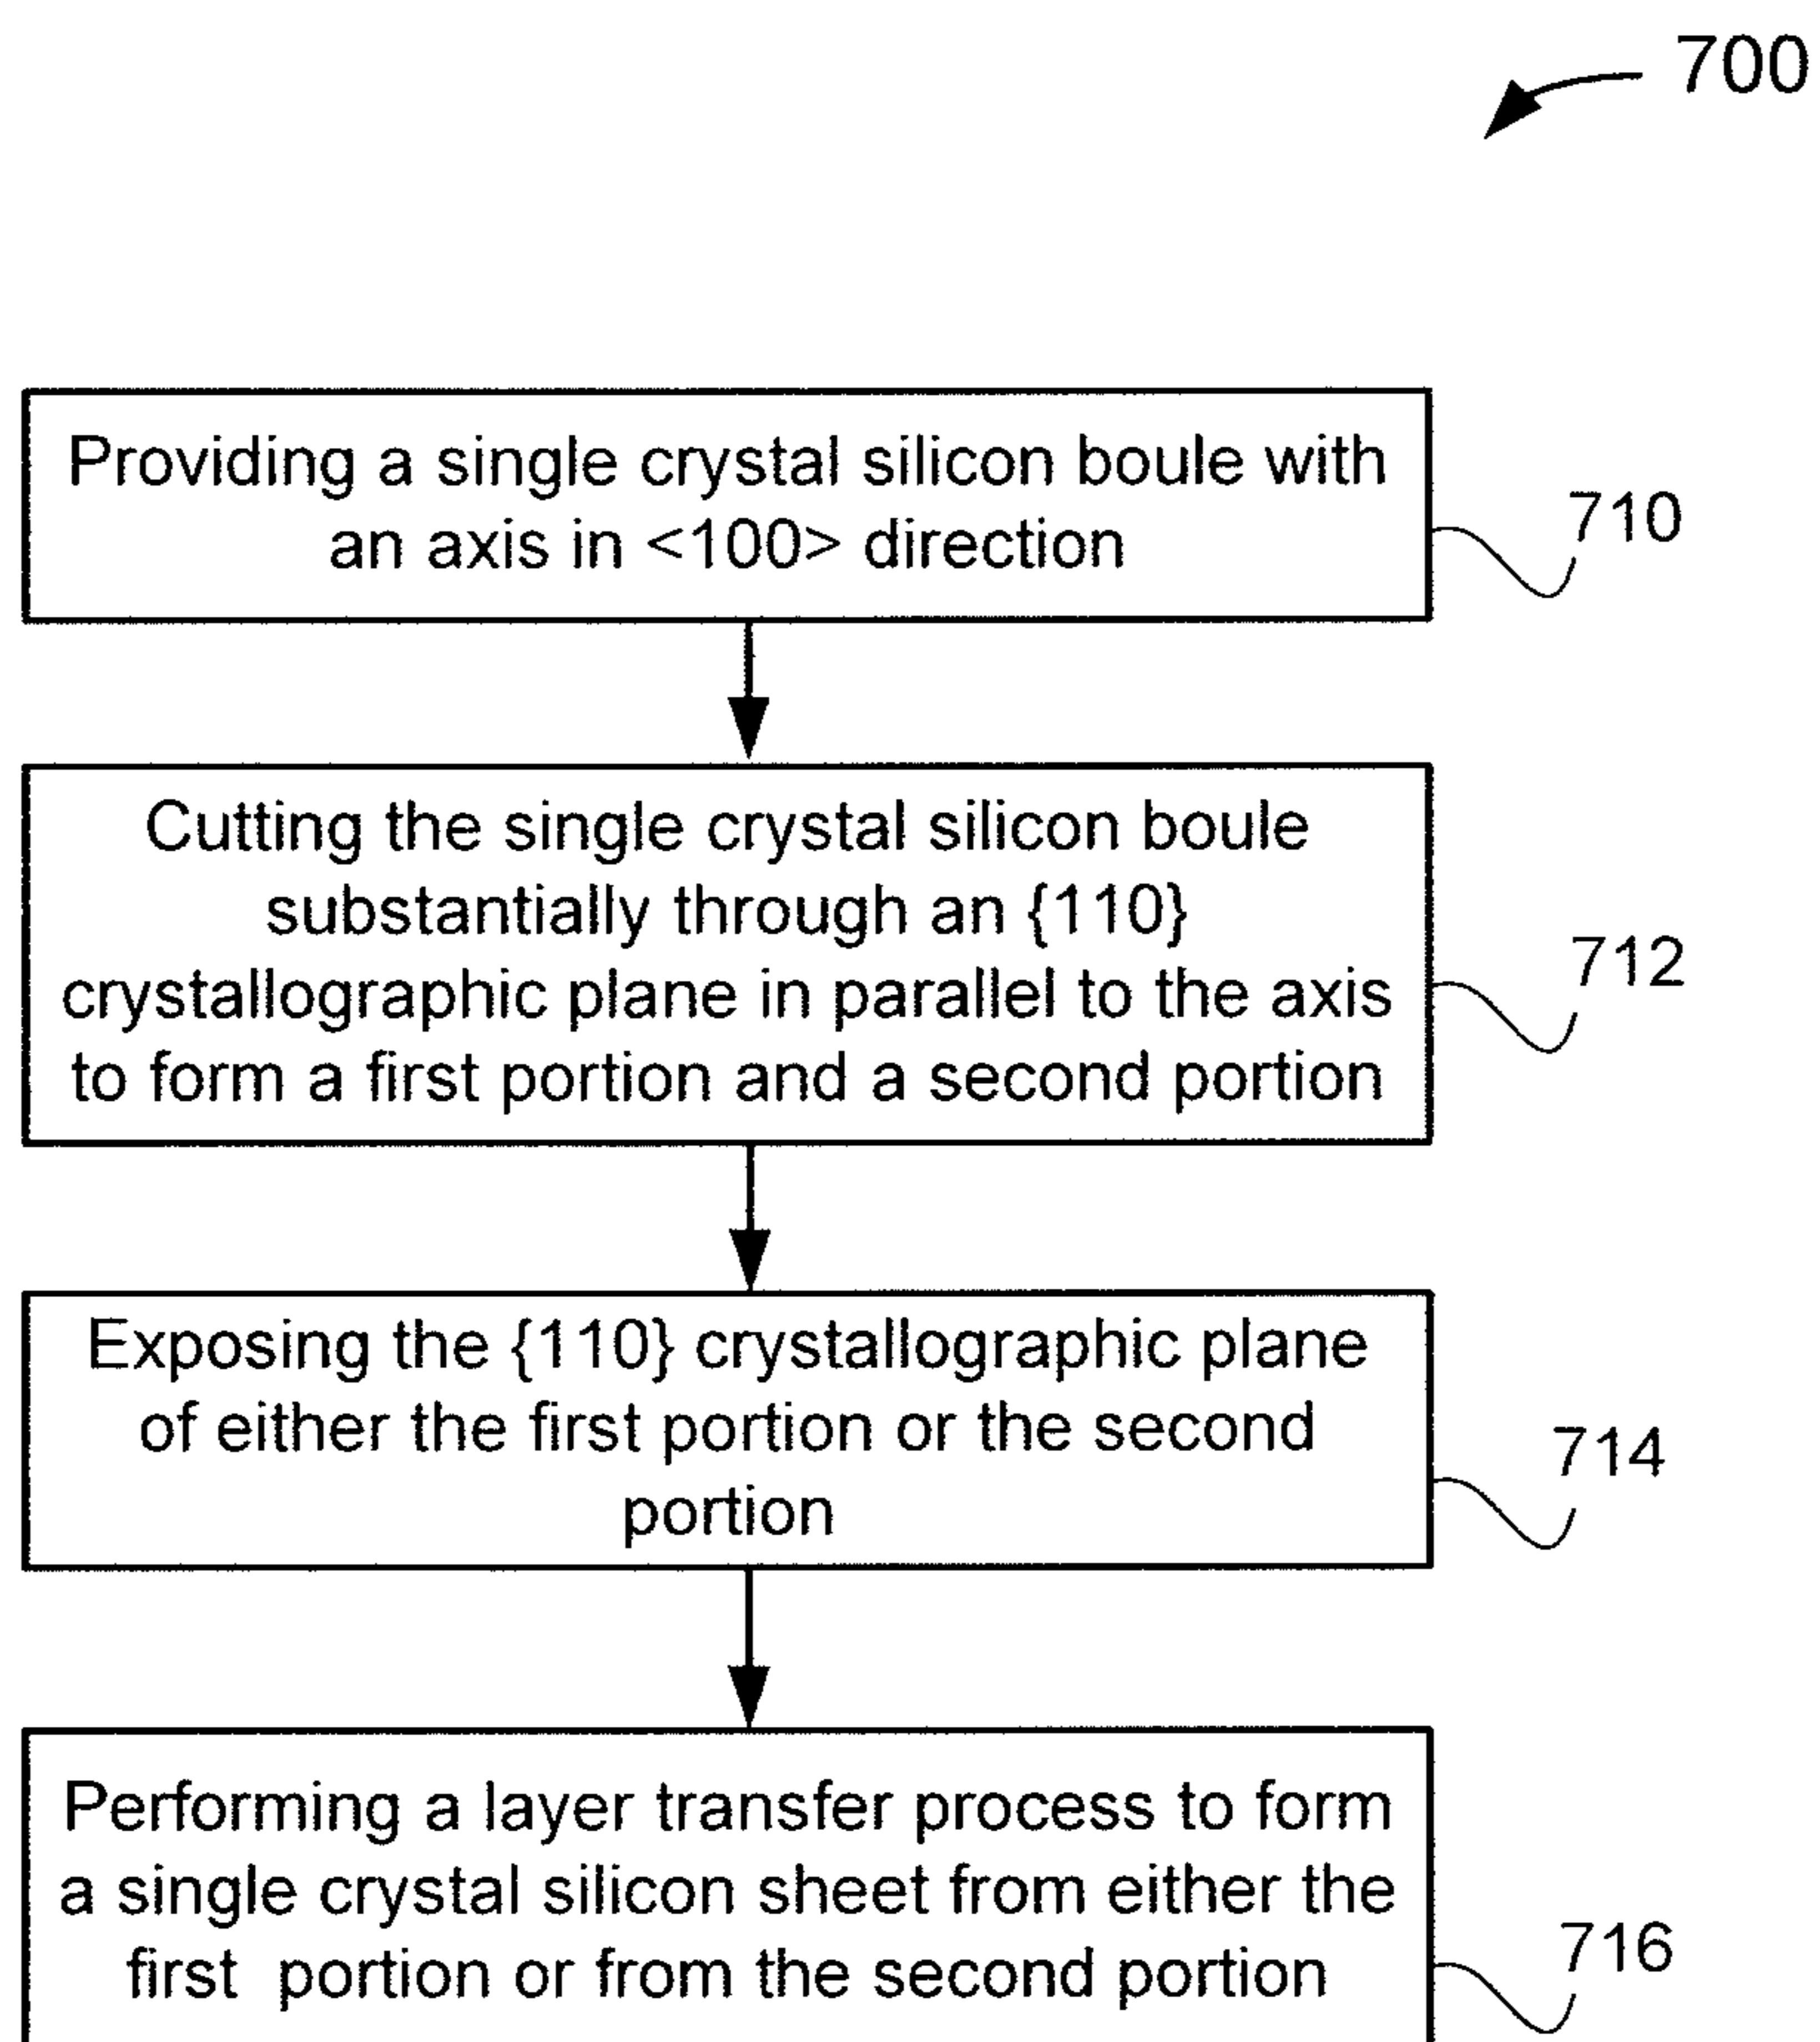 700
Providing a single crystal silicon boule with
an axis in <100> direction
710
Cutting the single crystal silicon boule
substantially through an {110}
crystallographic plane in parallel to the axis
to form a first portion and a second portion
712
Exposing the {110} crystallographic plane
of either the first portion or the second
portion
714
Performing a layer transfer process to form
a single crystal silicon sheet from either the
first portion or from the second portion
716